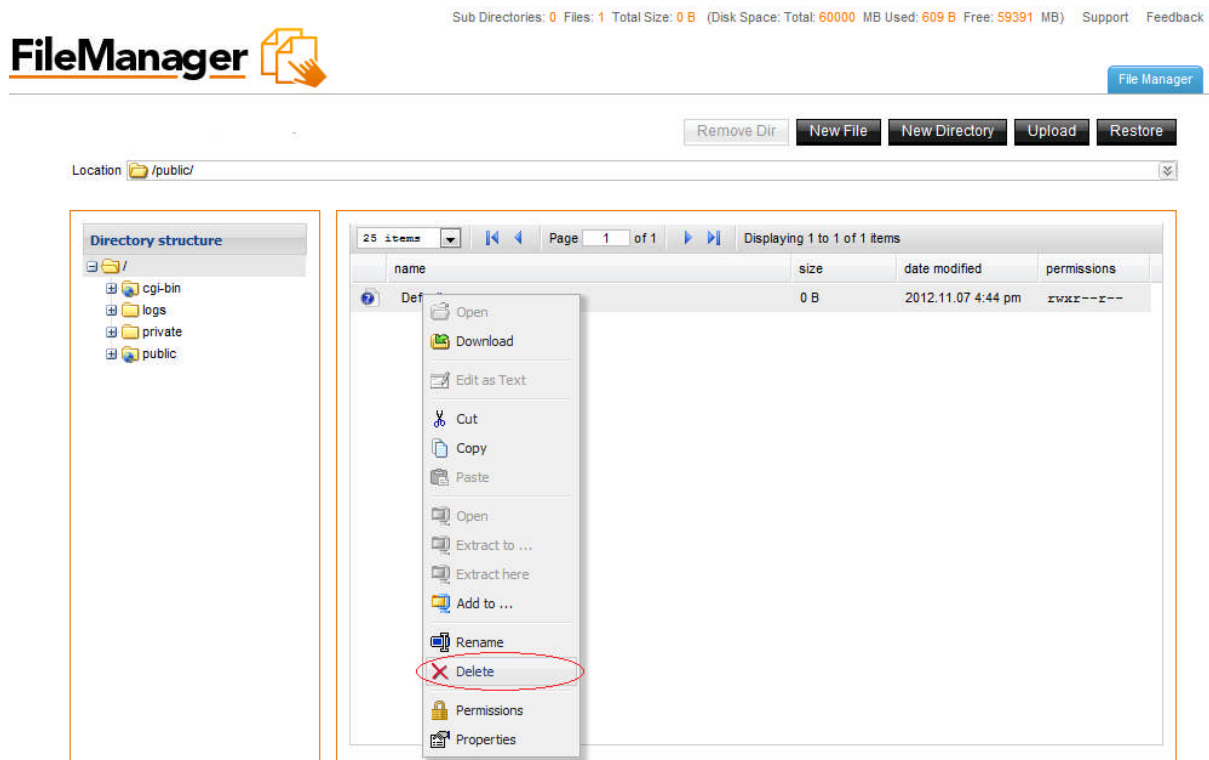 Sub Directories: 0 Files: 1 Total Size: 0 B (Disk Space: Total: 60000 MB Used: 609 B Free: 59391 MB) Support Feedback
FileManager
File Manager
Remove Dir New File New Directory Upload Restore
Location /public/
Directory structure
/
cgi-bin
logs
private
public
25 items Page 1 of 1 Displaying 1 to 1 of 1 items
name size date modified permissions
0 B 2012.11.07 4:44 pm rwxr--r--
Open
Download
Edit as Text
Cut
Copy
Paste
Open
Extract to ...
Extract here
Add to ...
Rename
Delete
Permissions
Properties